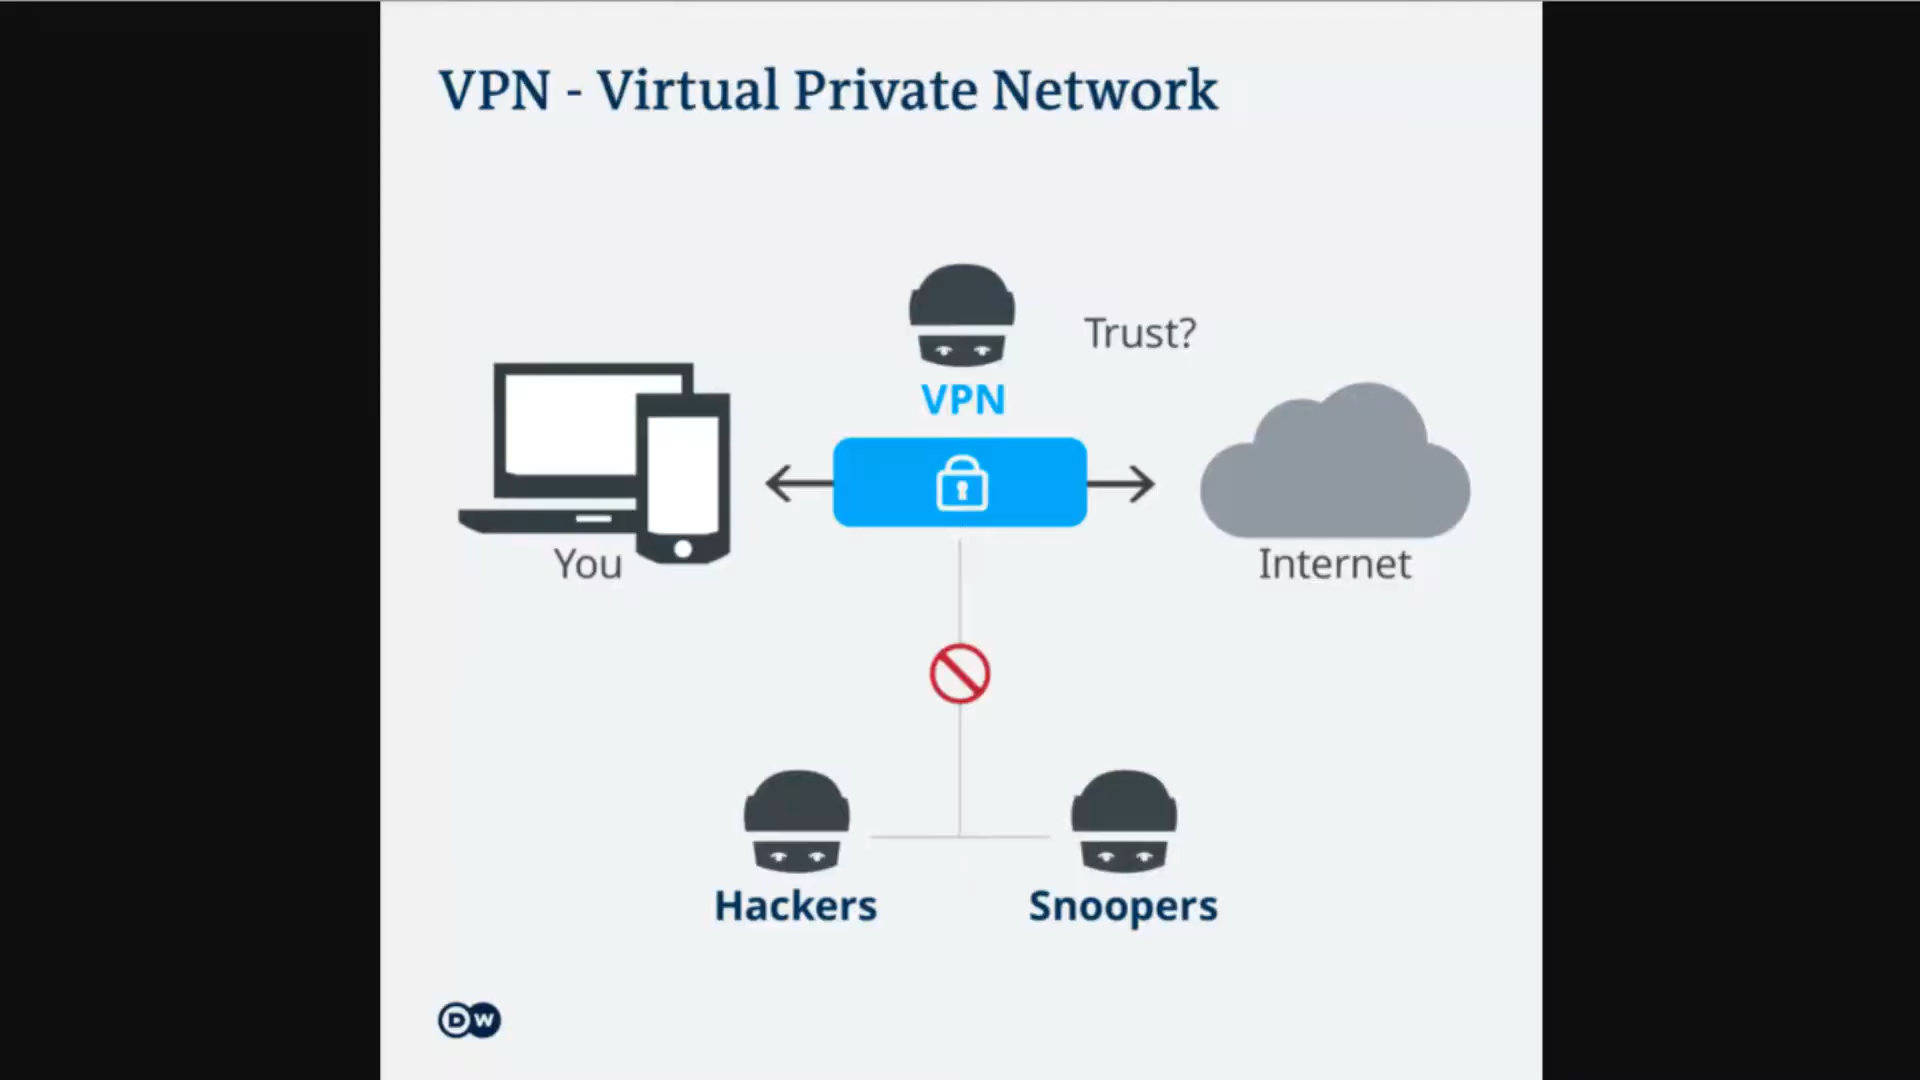 VPN - Virtual Private Network
Trust?
VPN
You
Internet
Hackers
Snoopers
DW